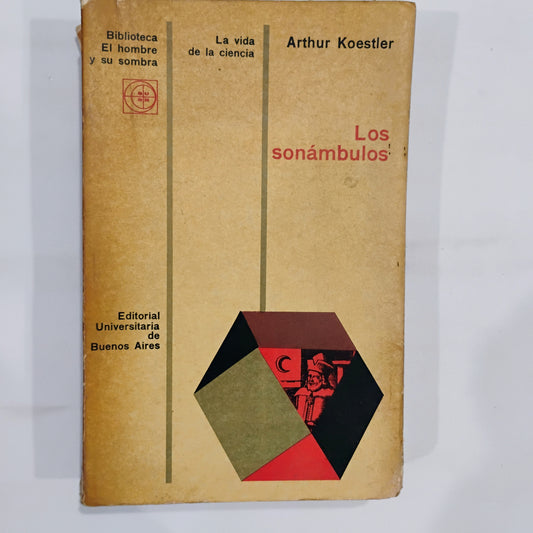 Biblioteca
El hombre
y su sombra
La vida
de la ciencia
Arthur Koestler
Los
sonámbulos
Editorial
Universitaria
de
Buenos Aires